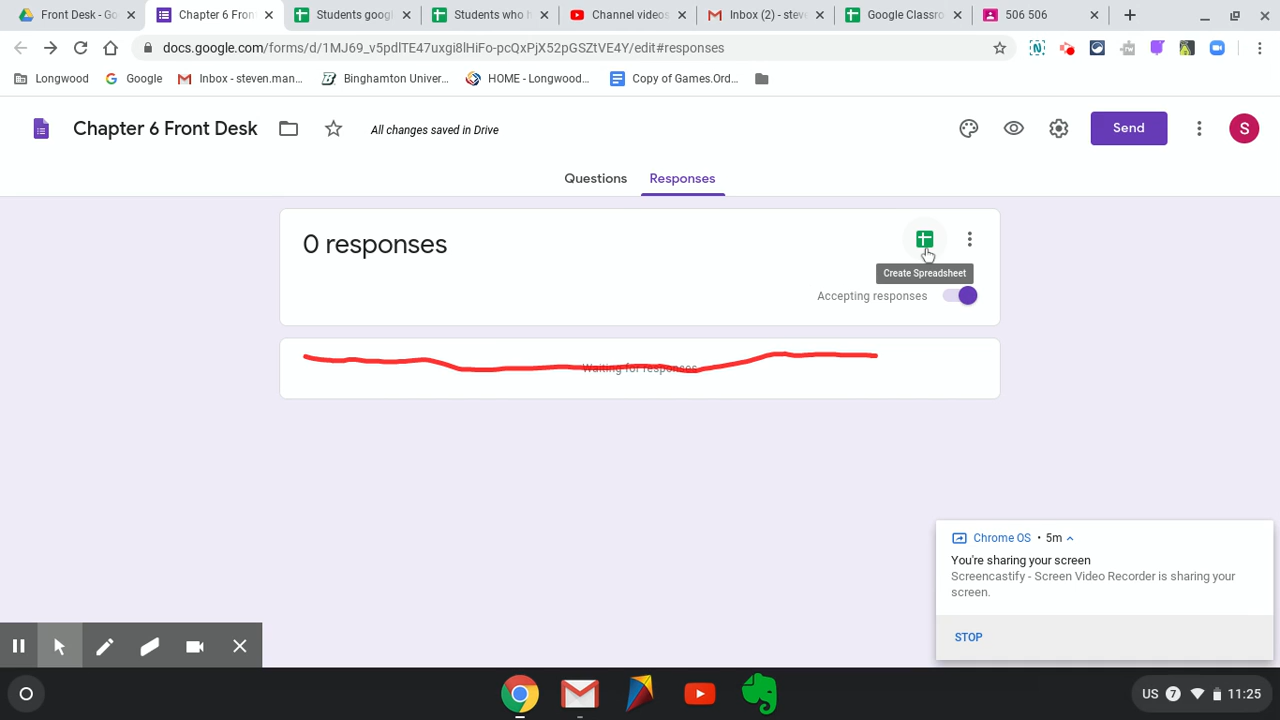 Front Desk - Go
Chapter 6 Fron
Students googl
Students who h
Channel videos
Inbox (2) - steve
Google Classro
506 506
docs.google.com/forms/d/1MJ69_v5pdlTE47uxgi8lHiFo-pcQxPjX52pGSZtVE4Y/edit#responses
Longwood
Google
Inbox - steven.man...
Binghamton Univer...
HOME - Longwood...
Copy of Games.Ord...
Chapter 6 Front Desk
All changes saved in Drive
Send
S
Questions
Responses
0 responses
Create Spreadsheet
Accepting responses
Waiting for responses
Chrome OS • 5m
You're sharing your screen
Screencastify - Screen Video Recorder is sharing your
screen.
STOP
US 7 11:25